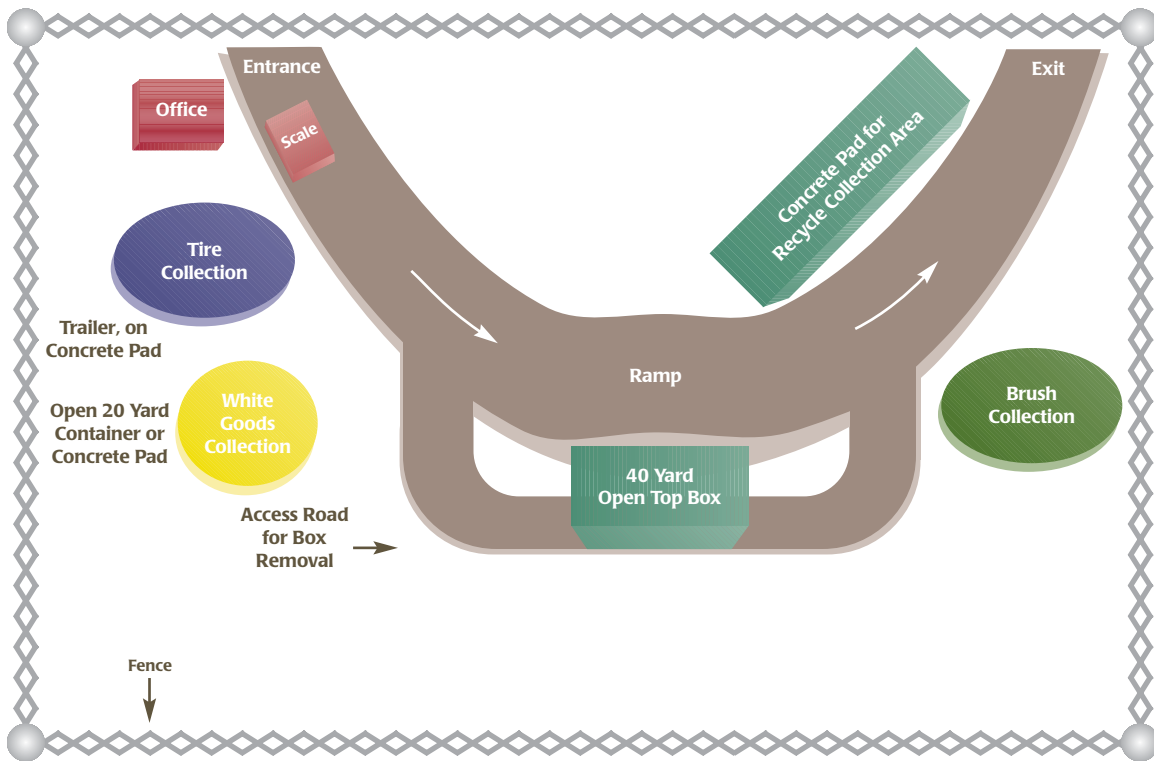 Entrance
Exit
Office
Scale
Concrete Pad for
Recycle Collection Area
Tire
Collection
Trailer, on
Concrete Pad
Ramp
White
Goods
Collection
Open 20 Yard
Container or
Concrete Pad
Brush
Collection
40 Yard
Open Top Box
Access Road
for Box
Removal
Fence